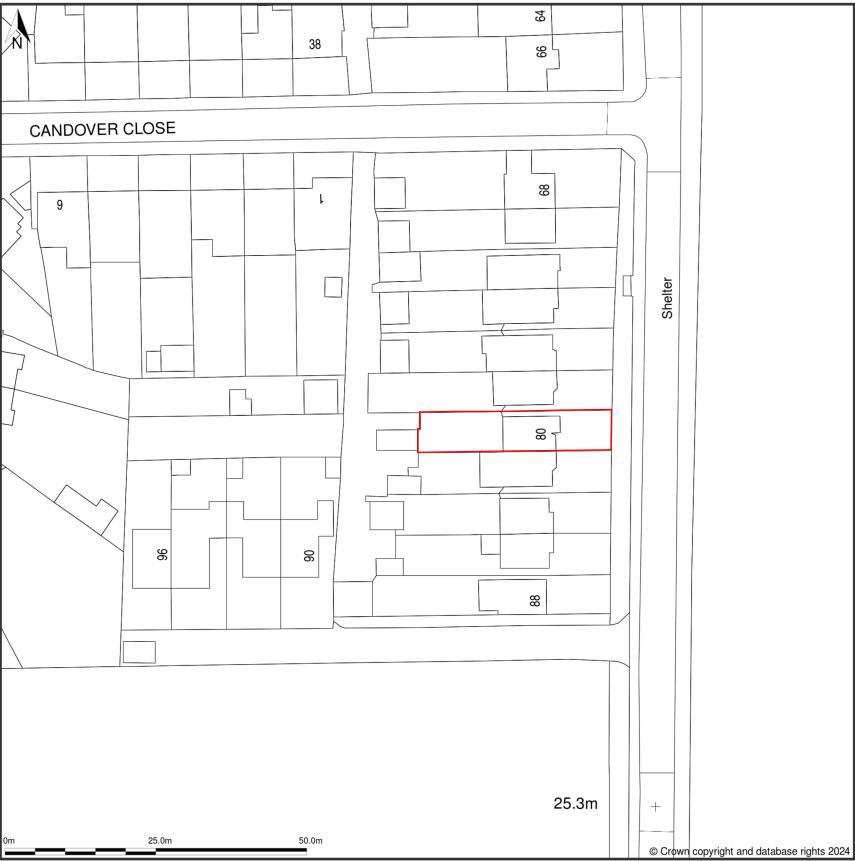 64
38
66
N
CANDOVER CLOSE
68
9
1
Shelter
80
96
90
88
25.3m
0m 25.0m 50.0m
© Crown copyright and database rights 2024